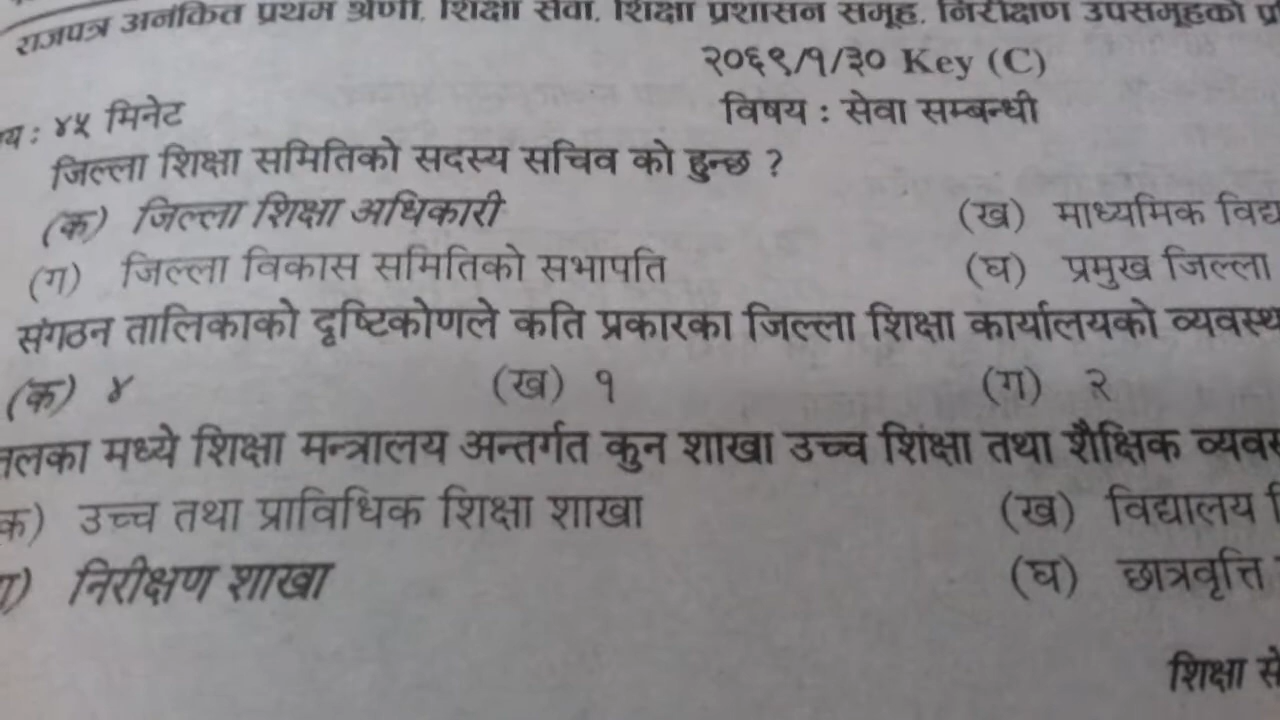 राजपत्र अनंकित प्रथम श्रेणी, शिक्षा सेवा, शिक्षा प्रशासन समूह, निरीक्षण उपसमूहको
२०६९/१/३० Key (C)
४५ मिनेट
विषय : सेवा सम्बन्धी
जिल्ला शिक्षा समितिको सदस्य सचिव को हुन्छ ?
(क) जिल्ला शिक्षा अधिकारी (ख) माध्यमिक
(ग) जिल्ला विकास समितिको सभापति (घ) प्रमुख जिल्ला
संगठन तालिकाको दृष्टिकोणले कति प्रकारका जिल्ला शिक्षा कार्यालयको
(क) ४ (ख) १ (ग) २
मध्ये शिक्षा मन्त्रालय अन्तर्गत कुन शाखा उच्च शिक्षा तथा शैक्षिक
क) उच्च तथा प्राविधिक शिक्षा शाखा (ख) विद्यालय
निरीक्षण शाखा (घ) छात्रवृत्ति
शिक्षा